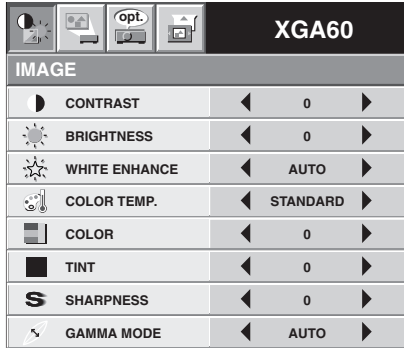 opt. XGA60
IMAGE
CONTRAST 0
BRIGHTNESS 0
WHITE ENHANCE AUTO
COLOR TEMP. STANDARD
COLOR 0
TINT 0
S SHARPNESS 0
GAMMA MODE AUTO